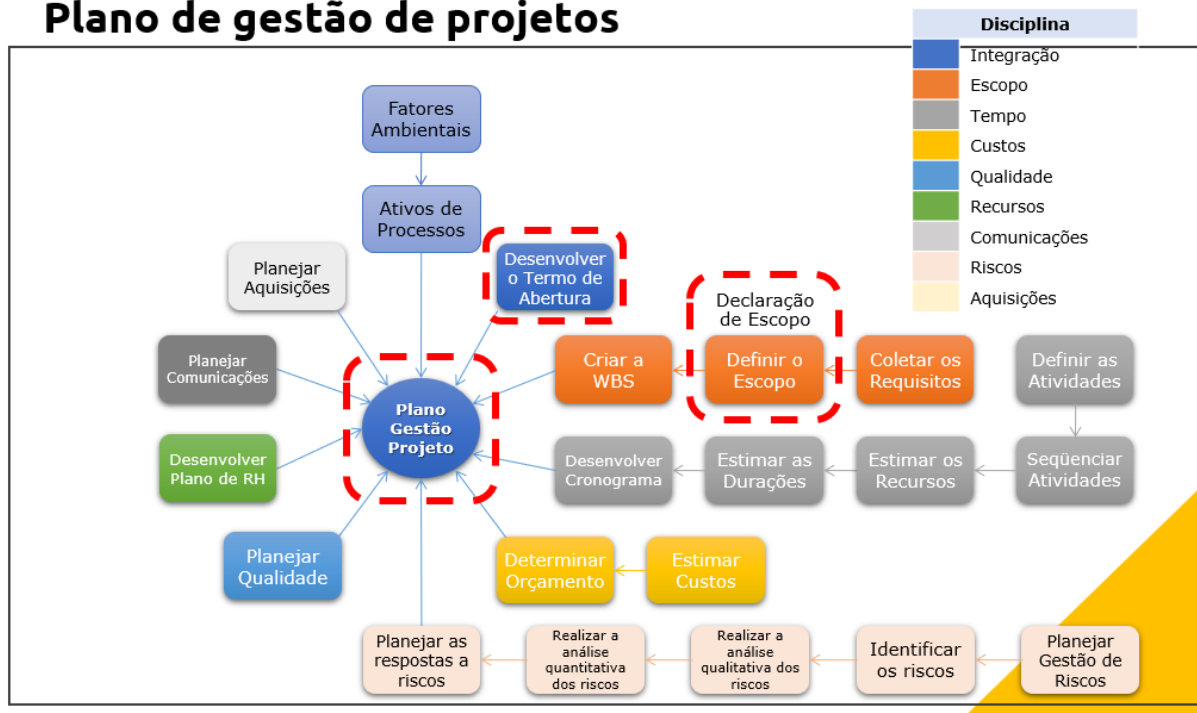 Plano de gestão de projetos
Disciplina
Integração
Escopo
Tempo
Custos
Qualidade
Recursos
Comunicações
Riscos
Aquisições
Fatores
Ambientais
Ativos de
Processos
Desenvolver
o Termo de
Abertura
Planejar
Aquisições
Declaração
de Escopo
Planejar
Comunicações
Criar a
WBS
Definir o
Escopo
Coletar os
Requisitos
Definir as
Atividades
Plano
Gestão
Projeto
Desenvolver
Plano de RH
Desenvolver
Cronograma
Estimar as
Durações
Estimar os
Recursos
Seqüenciar
Atividades
Planejar
Qualidade
Determinar
Orçamento
Estimar
Custos
Planejar as
respostas a
riscos
Realizar a
análise
quantitativa
dos riscos
Realizar a
análise
qualitativa dos
riscos
Identificar
os riscos
Planejar
Gestão de
Riscos